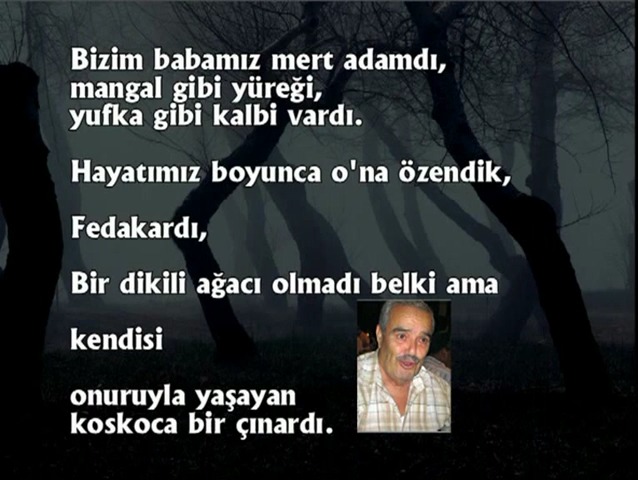 Bizim babamız mert adamdı,
mangal gibi yüreği,
yufka gibi kalbi vardı.
Hayatımız boyunca o'na özendik,
Fedakardı,
Bir dikili ağacı olmadı belki ama
kendisi
onuruyla yaşayan
koskoca bir çınardı.